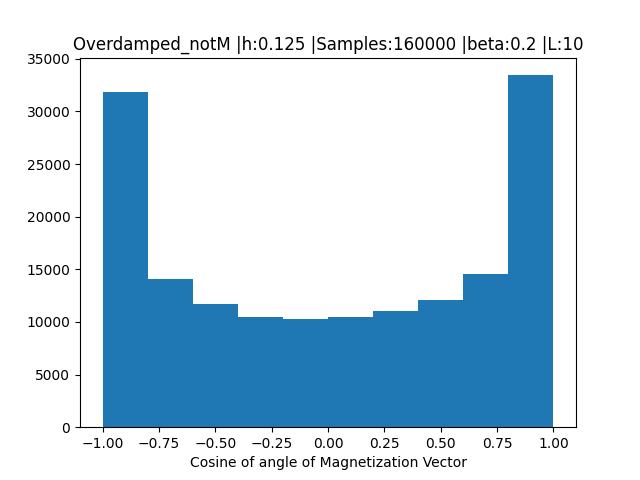 Overdamped_notM |h:0.125 |Samples:160000 |beta:0.2 |L:10
35000
30000
25000
20000
15000
10000
5000
0
−1.00 −0.75 −0.50 −0.25 0.00 0.25 0.50 0.75 1.00
Cosine of angle of Magnetization Vector